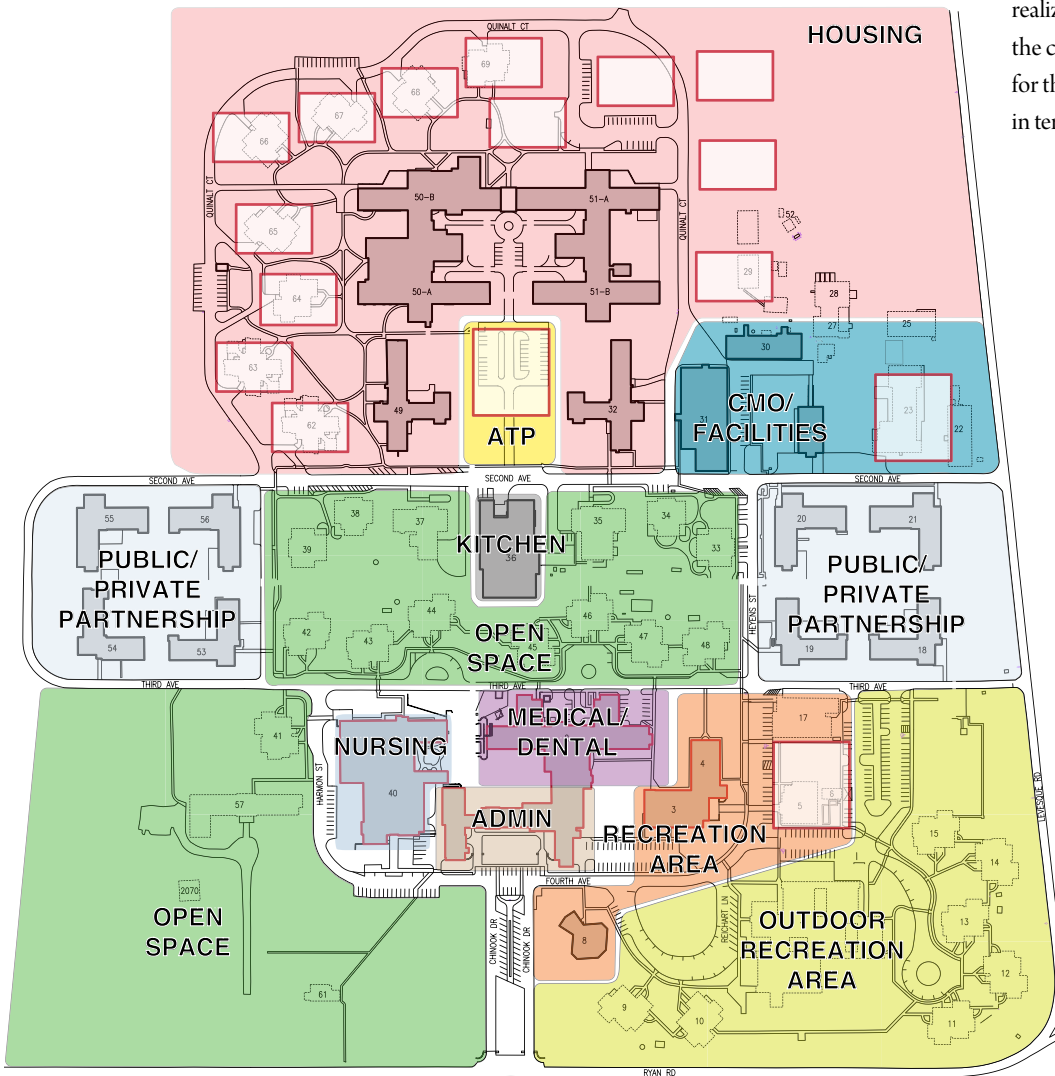 realiz
the c
for th
in ter
HOUSING
QUINALT CT
69
68
67
66
QUINALT CT
50-B
51-A
QUINALT CT
52
65
29
64
50-A
51-B
28
27
25
30
63
49
32
31
CMO/
FACILITIES
23
22
62
ATP
SECOND AVE
SECOND AVE
SECOND AVE
55
56
38
37
KITCHEN
36
35
34
33
39
20
21
PUBLIC/
PRIVATE
PARTNERSHIP
PUBLIC/
PRIVATE
PARTNERSHIP
HEYENS ST
44
46
42
43
OPEN
SPACE
45
47
48
54
53
19
18
THIRD AVE
THIRD AVE
THIRD AVE
41
NURSING
MEDICAL/
DENTAL
17
4
HARMON ST
57
40
ADMIN
3
5
6
RECREATION
AREA
LEVESQUE RD
15
14
2070
OPEN
SPACE
FOURTH AVE
CHINOOK DR
CHINOOK DR
8
REICHART LN
OUTDOOR
RECREATION
AREA
13
12
61
9
10
11
RYAN RD